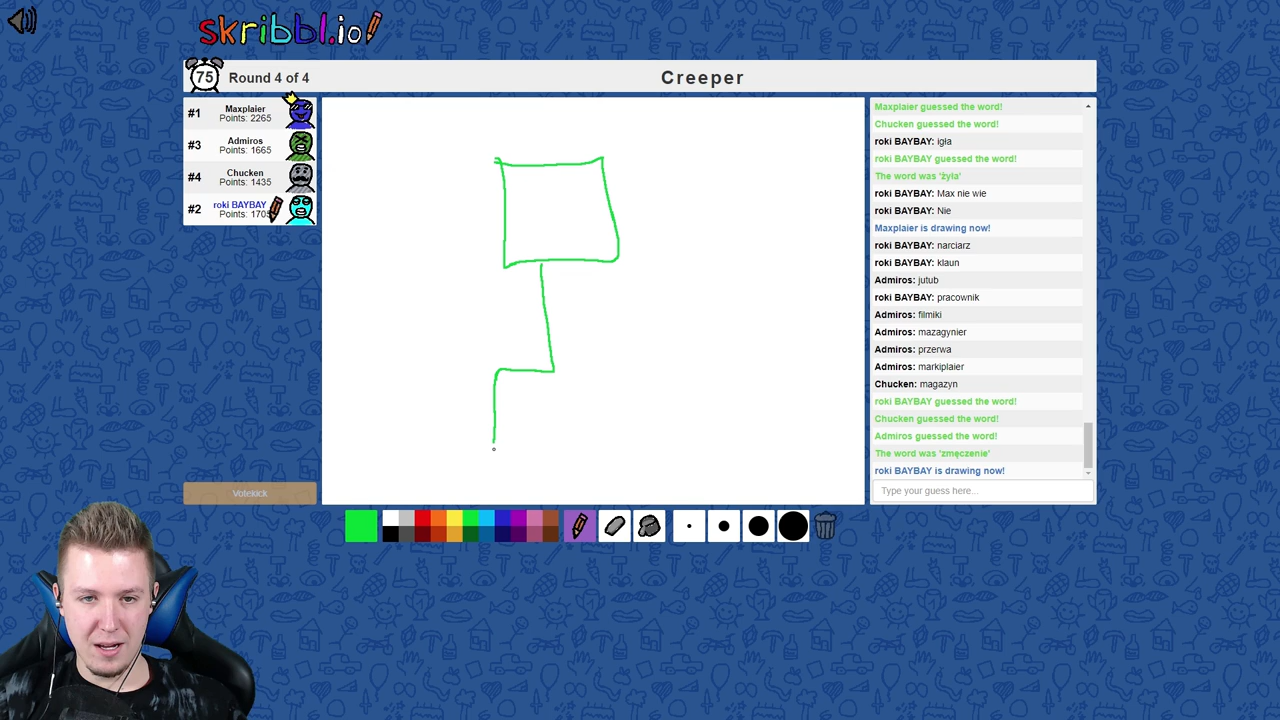 skribbl.io
75 Round 4 of 4
Creeper
#1 Maxplaier
Points: 2265
#3 Admiros
Points: 1665
#4 Chucken
Points: 1435
#2 roki BAYBAY
Points: 1705
Maxplaier guessed the word!
Chucken guessed the word!
roki BAYBAY: igła
roki BAYBAY guessed the word!
The word was 'żyła'
roki BAYBAY: Max nie wie
roki BAYBAY: Nie
Maxplaier is drawing now!
roki BAYBAY: narciarz
roki BAYBAY: klaun
Admiros: jutub
roki BAYBAY: pracownik
Admiros: filmiki
Admiros: mazagynier
Admiros: przerwa
Admiros: markiplaier
Chucken: magazyn
roki BAYBAY guessed the word!
Chucken guessed the word!
Admiros guessed the word!
The word was 'zmęczenie'
roki BAYBAY is drawing now!
Type your guess here...
Votekick